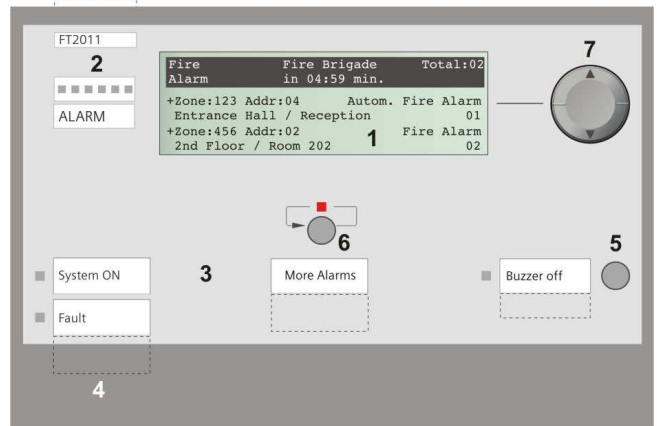 FT2011
2
7
Fire Fire Brigade Total:02
Alarm in 04:59 min.
+Zone:123 Addr:04 Autom. Fire Alarm
Entrance Hall / Reception 01
+Zone:456 Addr:02 Fire Alarm
2nd Floor / Room 202 1 02
ALARM
6
5
System ON
3
More Alarms
Buzzer off
Fault
4